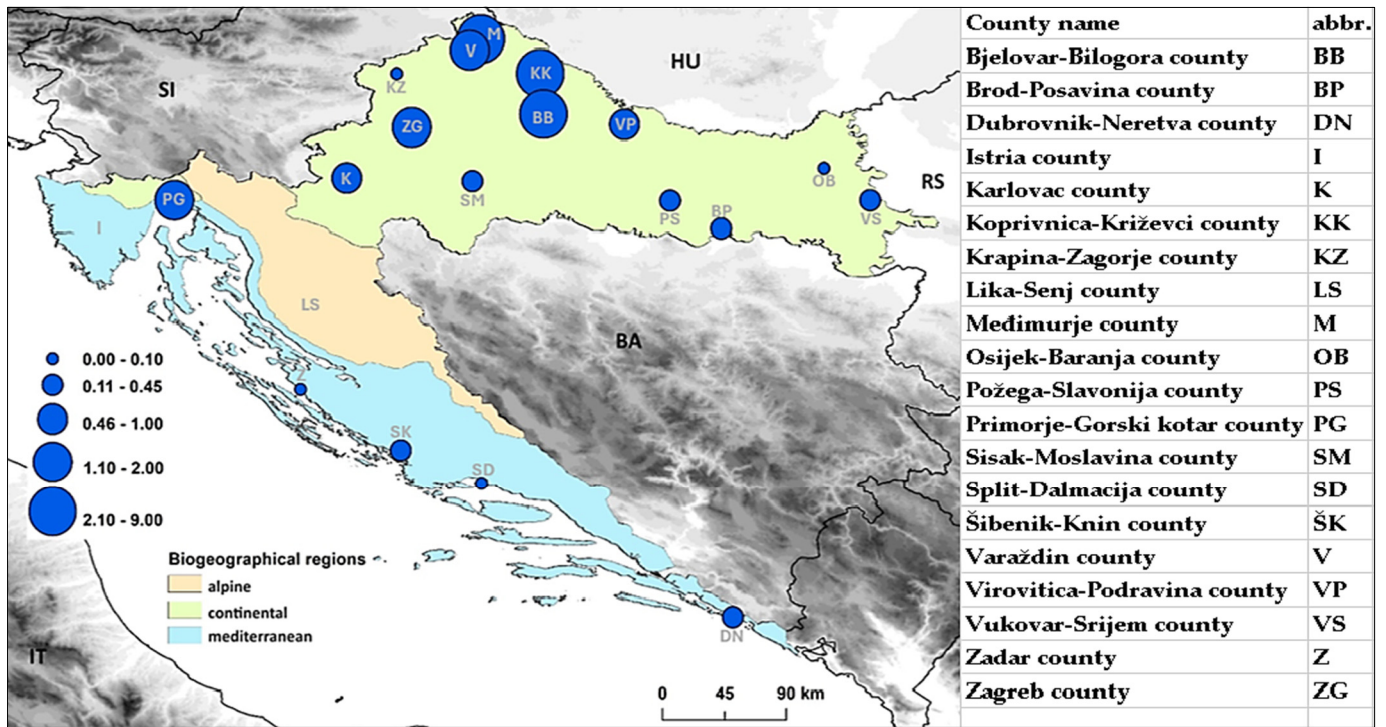 M
V
HU
KK
KZ
SI
BB
ZG
VP
K
SM
OB
RS
PG
PS
BP
VS
I
LS
BA
0.00 - 0.10
0.11 - 0.45
Z
0.46 - 1.00
SK
1.10 - 2.00
SD
2.10 - 9.00
Biogeographical regions
alpine
continental
mediterranean
DN
IT
0 45 90 km
County name abbr.
Bjelovar-Bilogora county BB
Brod-Posavina county BP
Dubrovnik-Neretva county DN
Istria county I
Karlovac county K
Koprivnica-Križevci county KK
Krapina-Zagorje county KZ
Lika-Senj county LS
Međimurje county M
Osijek-Baranja county OB
Požega-Slavonija county PS
Primorje-Gorski kotar county PG
Sisak-Moslavina county SM
Split-Dalmacija county SD
Šibenik-Knin county ŠK
Varaždin county V
Virovitica-Podravina county VP
Vukovar-Srijem county VS
Zadar county Z
Zagreb county ZG